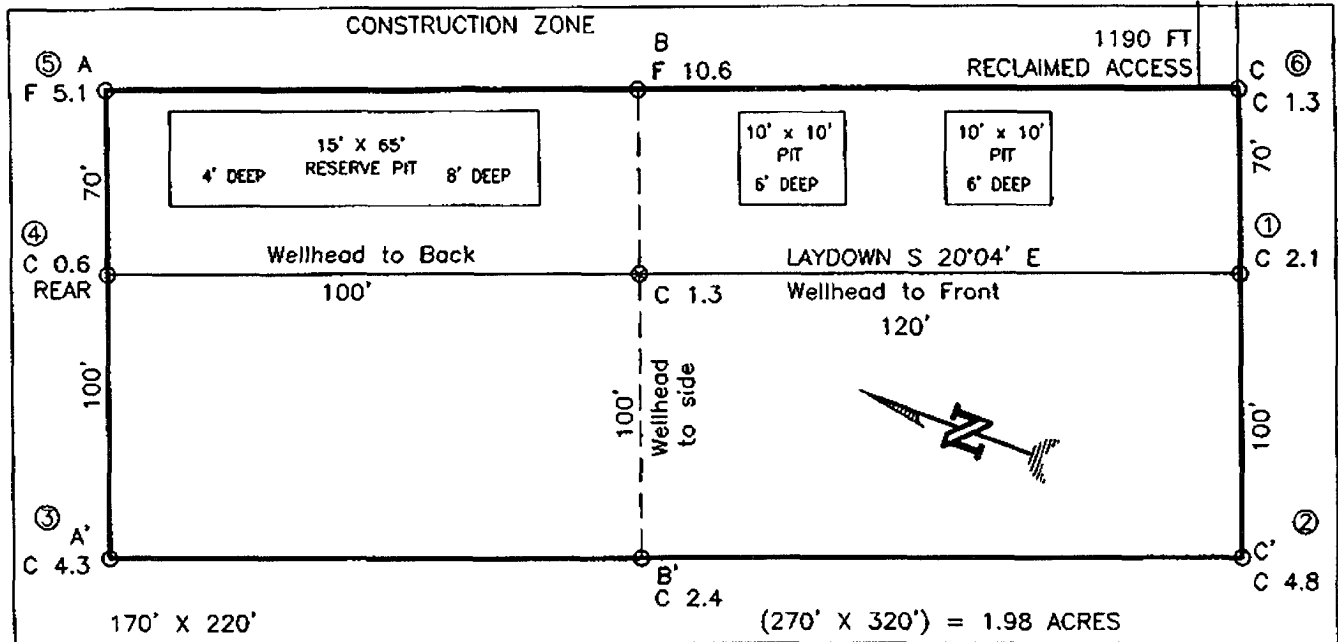 CONSTRUCTION ZONE
1190 FT
RECLAIMED ACCESS
⑤ A
F 5.1
B
F 10.6
C ⑥
C 1.3
15' X 65'
RESERVE PIT
4' DEEP
8' DEEP
10' x 10'
PIT
6' DEEP
10' x 10'
PIT
6' DEEP
70'
70'
④
C 0.6
REAR
Wellhead to Back
100'
C 1.3
LAYDOWN S 20°04' E
Wellhead to Front
120'
①
C 2.1
100'
100'
Wellhead
to side
N
100'
③ A'
C 4.3
B'
C 2.4
②
C'
C 4.8
170' X 220'
(270' X 320') = 1.98 ACRES